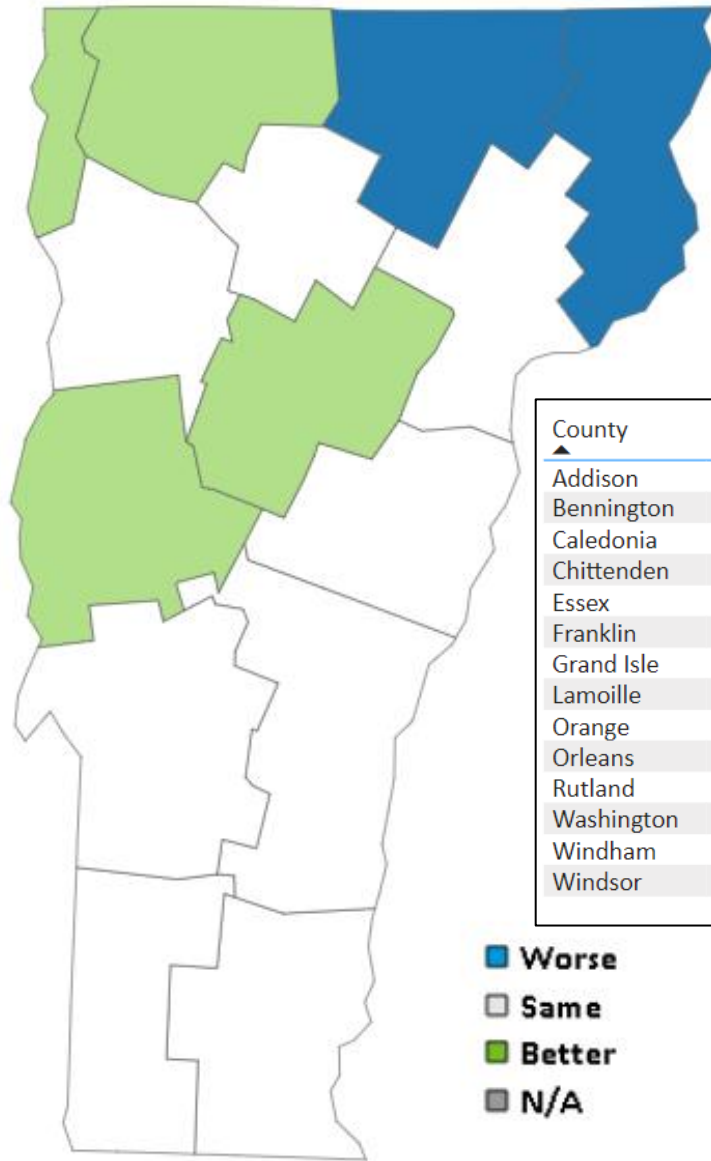 County
Addison
Bennington
Caledonia
Chittenden
Essex
Franklin
Grand Isle
Lamoille
Orange
Orleans
Rutland
Washington
Windham
Windsor
Worse
Same
Better
N/A